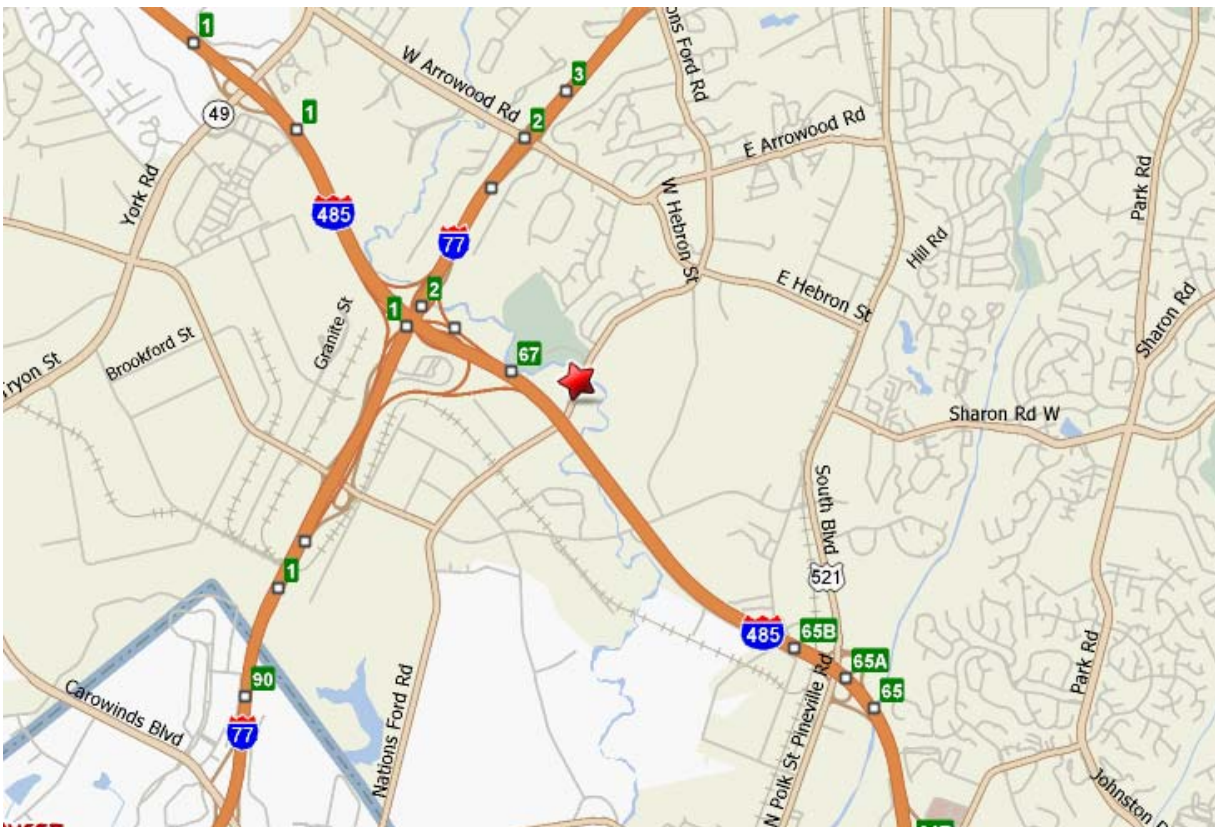 1
ons Ford Rd
3
W Arrowood Rd
49
1
2
E Arrowood Rd
York Rd
485
W Hebron St
Park Rd
77
Hill Rd
2
E Hebron St
1
Granite St
Brookford St
Sharon Rd
67
Tryon St
Sharon Rd W
South Blvd
521
1
485
65B
65A
65
90
Carowinds Blvd
77
Nations Ford Rd
N Polk St Pineville Rd
Park Rd
Johnston